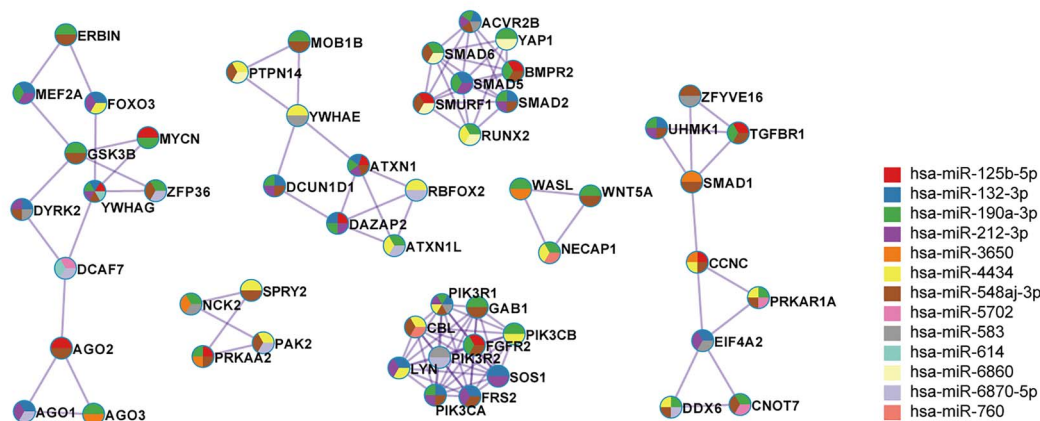 ERBIN
MEF2A
FOXO3
MYCN
GSK3B
ZFP36
DYRK2
YWHAG
DCAF7
AGO2
AGO1
AGO3
MOB1B
PTPN14
YWHAE
ATXN1
DCUN1D1
RBFOX2
DAZAP2
ATXN1L
SPRY2
NCK2
PAK2
PRKAA2
ACVR2B
YAP1
SMAD6
BMPR2
SMAD5
SMURF1
SMAD2
RUNX2
WASL
WNT5A
NECAP1
PIK3R1
GAB1
CBL
PIK3CB
FGFR2
PIK3R2
LYN
SOS1
FRS2
PIK3CA
ZFYVE16
UHMK1
TGFBR1
SMAD1
CCNC
PRKAR1A
EIF4A2
DDX6
CNOT7
hsa-miR-125b-5p
hsa-miR-132-3p
hsa-miR-190a-3p
hsa-miR-212-3p
hsa-miR-3650
hsa-miR-4434
hsa-miR-548aj-3p
hsa-miR-5702
hsa-miR-583
hsa-miR-614
hsa-miR-6860
hsa-miR-6870-5p
hsa-miR-760